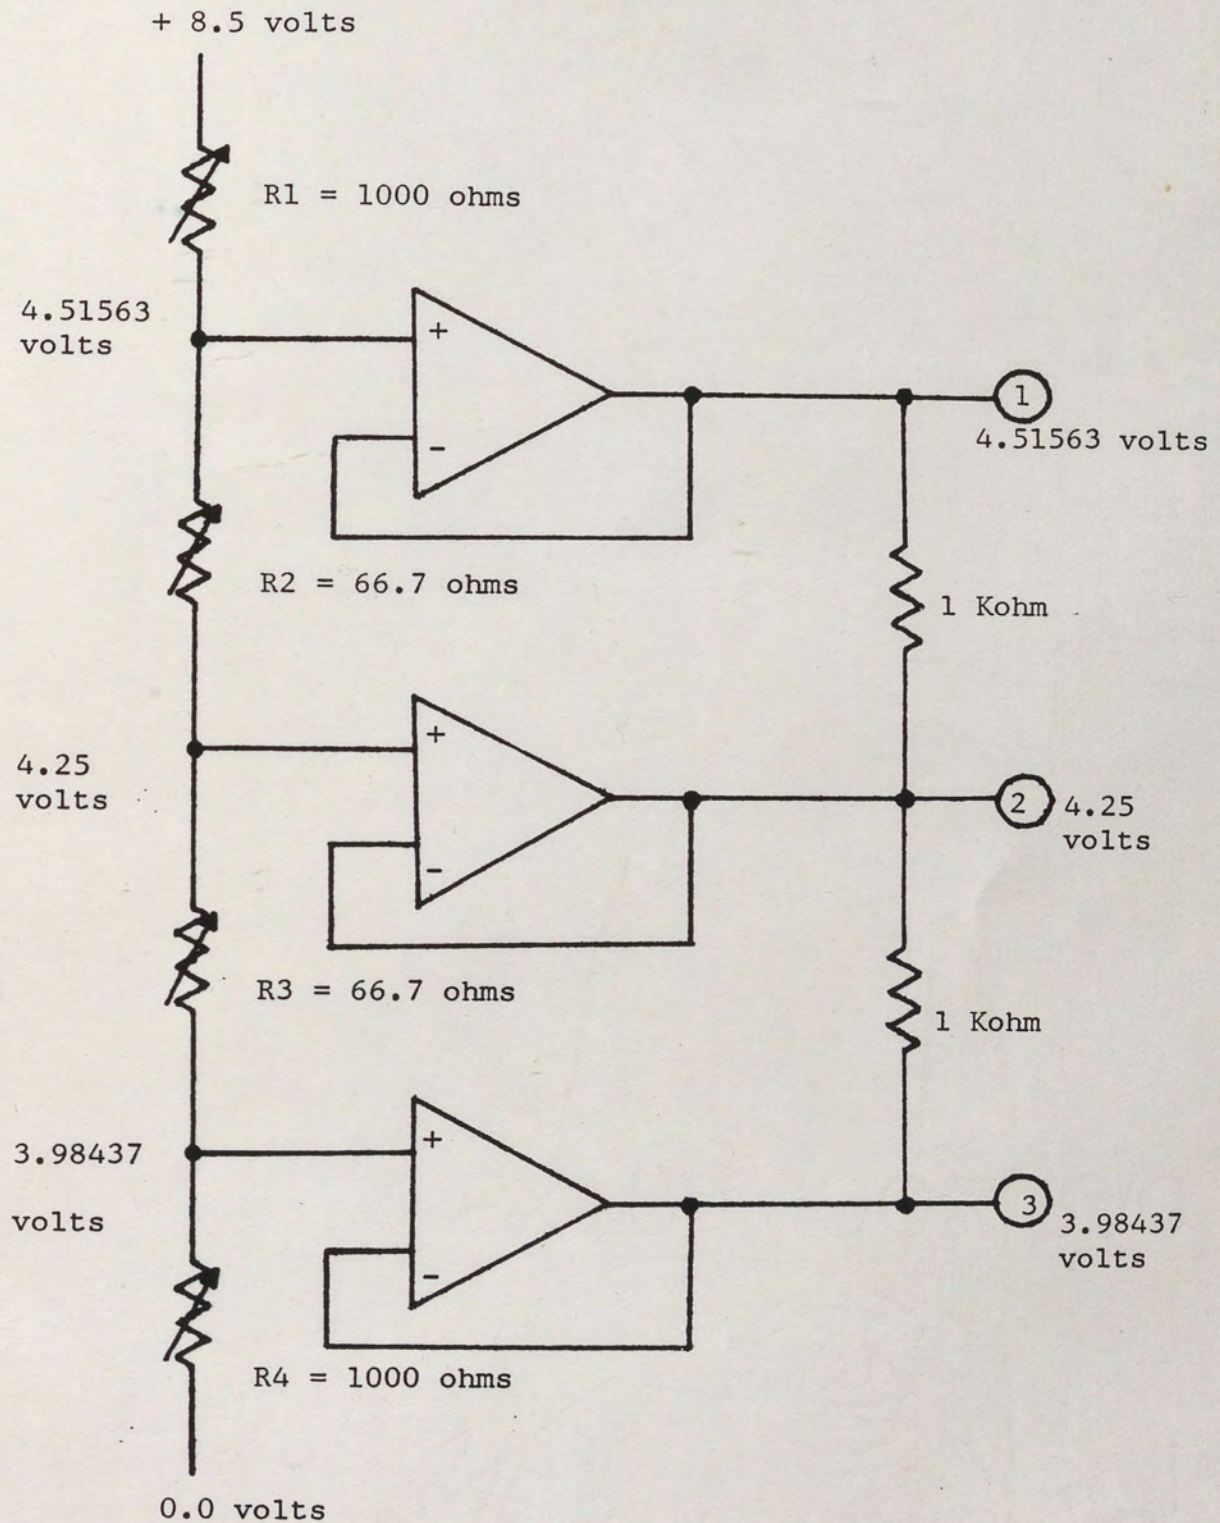 + 8.5 volts
R1 = 1000 ohms
4.51563
volts
+
-
1
4.51563 volts
R2 = 66.7 ohms
1 Kohm
4.25
volts
+
-
2
4.25
volts
R3 = 66.7 ohms
1 Kohm
3.98437
volts
+
-
3
3.98437
volts
R4 = 1000 ohms
0.0 volts